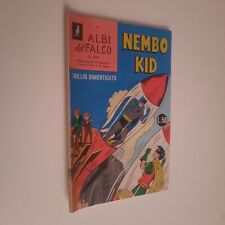 ALBI
del FALCO
NEMBO
KID
IDILLIO DIMENTICATO
L.50